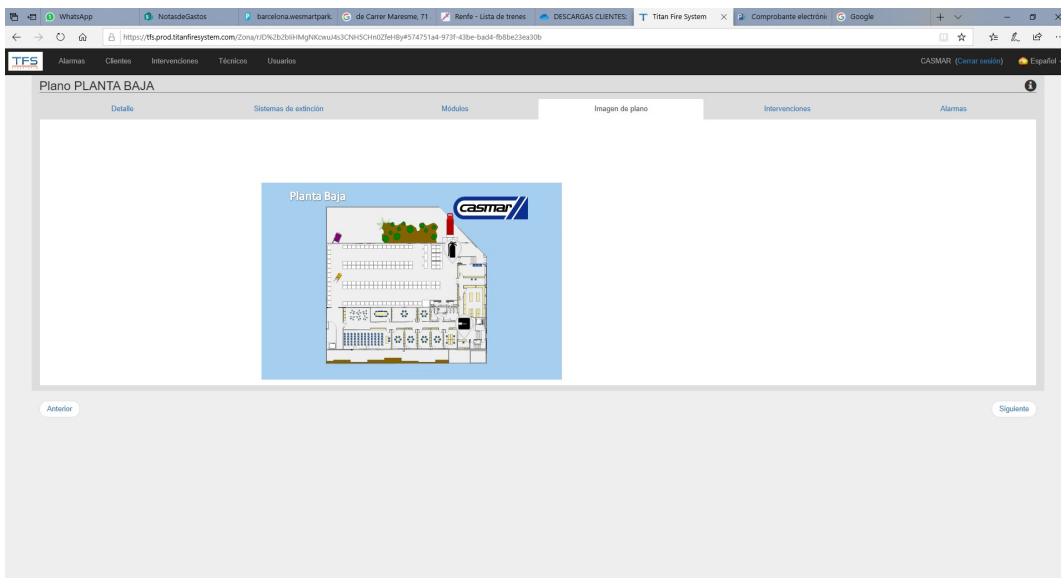 WhatsApp
NotasdeGastos
barcelona.wesmartpark.
de Carrer Maresme, 71
Renfe - Lista de trenes
DESCARGAS CLIENTES:
Titan Fire System
Comprobante electróni
Google
https://tfs.prod.titanfiresystem.com/Zona/rJD%2b2bIiHMgNKcwuJ4s3CNH5CHn0ZfeH8y#574751a4-973f-43be-bad4-fb8be23ea30b
TFS
Alarmas
Clientes
Intervenciones
Técnicos
Usuarios
CASMAR (Cerrar sesión)
Español
Plano PLANTA BAJA
Detalle
Sistemas de extinción
Módulos
Imagen de plano
Intervenciones
Alarmas
Planta Baja
casmar
Anterior
Siguiente